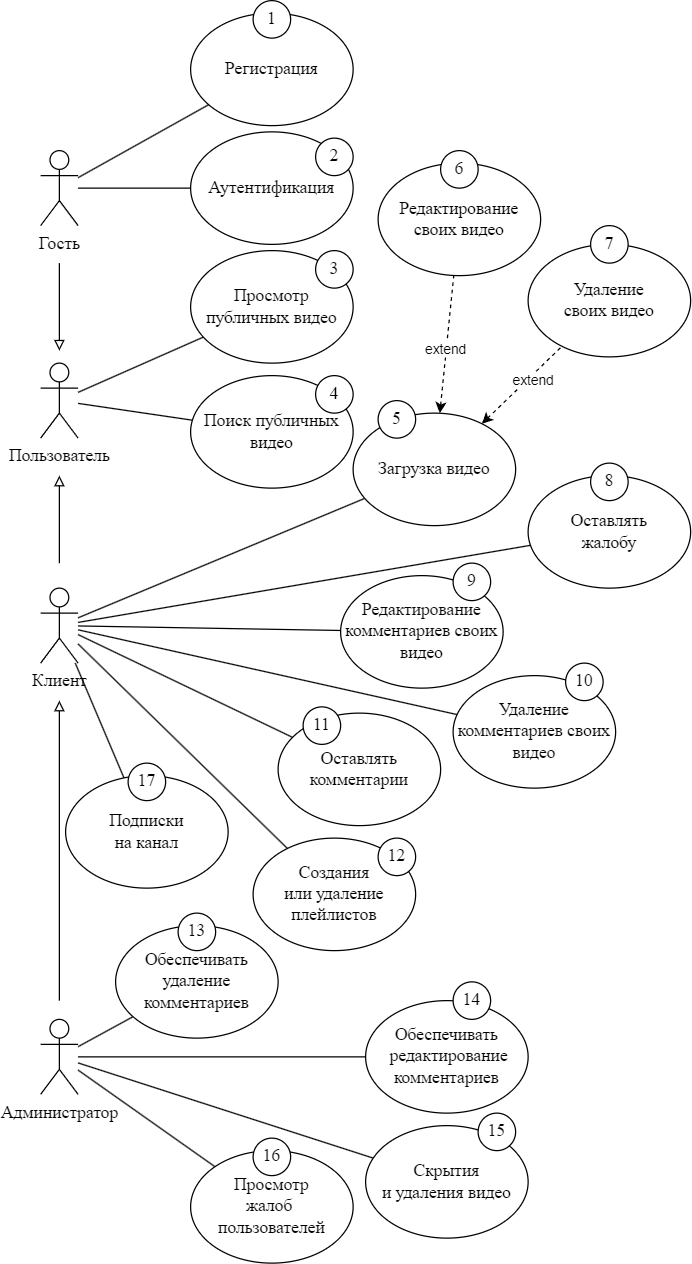 1
Регистрация
2
Аутентификация
Гость
3
Просмотр
публичных видео
6
Редактирование
своих видео
7
Удаление
своих видео
extend
extend
4
Поиск публичных
видео
Пользователь
5
Загрузка видео
8
Оставлять
жалобу
9
Редактирование
комментариев своих
видео
Клиент
10
Удаление
комментариев своих
видео
11
Оставлять
комментарии
17
Подписки
на канал
12
Создания
или удаление
плейлистов
13
Обеспечивать
удаление
комментариев
14
Обеспечивать
редактирование
комментариев
Администратор
15
Скрытия
и удаления видео
16
Просмотр
жалоб
пользователей